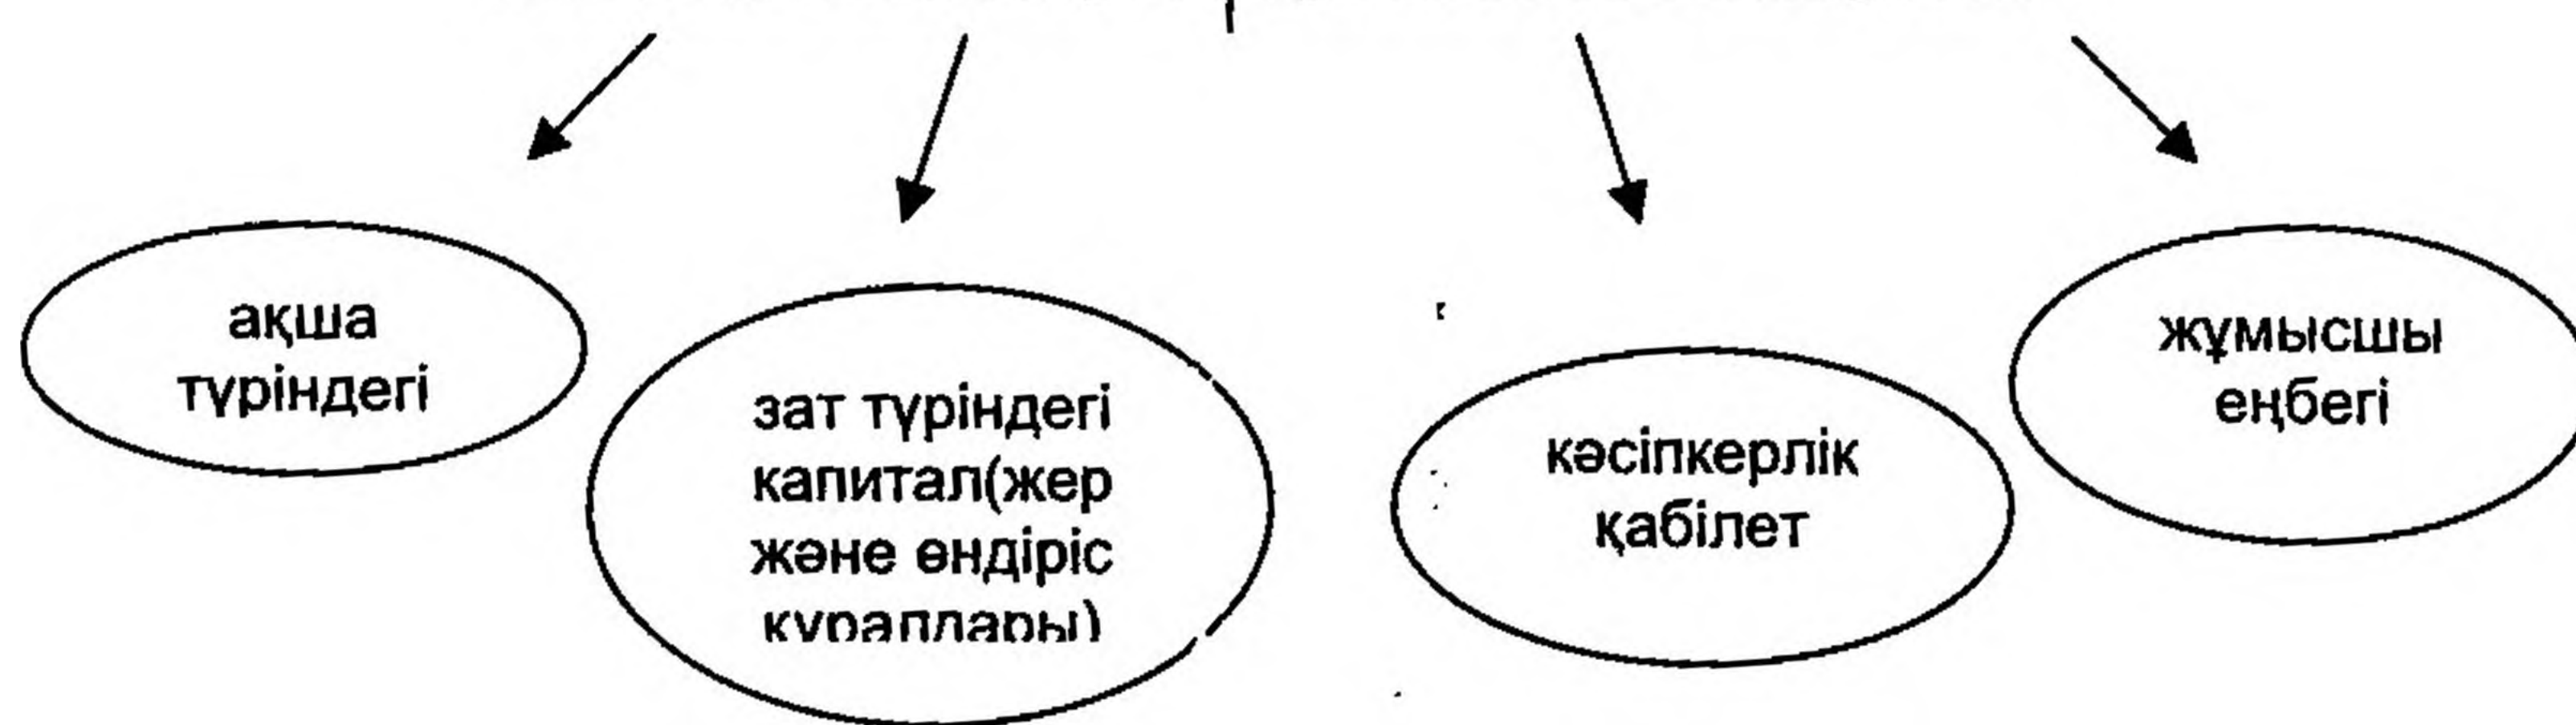 ақша
түріндегі
зат түріндегі
капитал(жер
және өндіріс
құралдары)
кәсіпкерлік
қабілет
жұмысшы
еңбегі